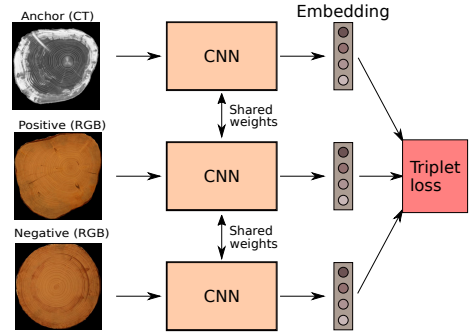 Anchor (CT)
Embedding
CNN
Shared
weights
Positive (RGB)
CNN
Triplet
loss
Shared
weights
Negative (RGB)
CNN